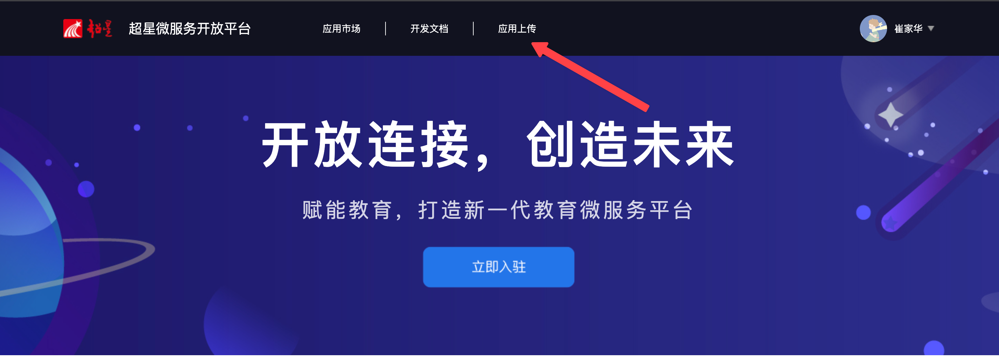 超星 超星微服务开放平台 应用市场 开发文档 应用上传 崔家华
开放连接，创造未来
赋能教育，打造新一代教育微服务平台
立即入驻